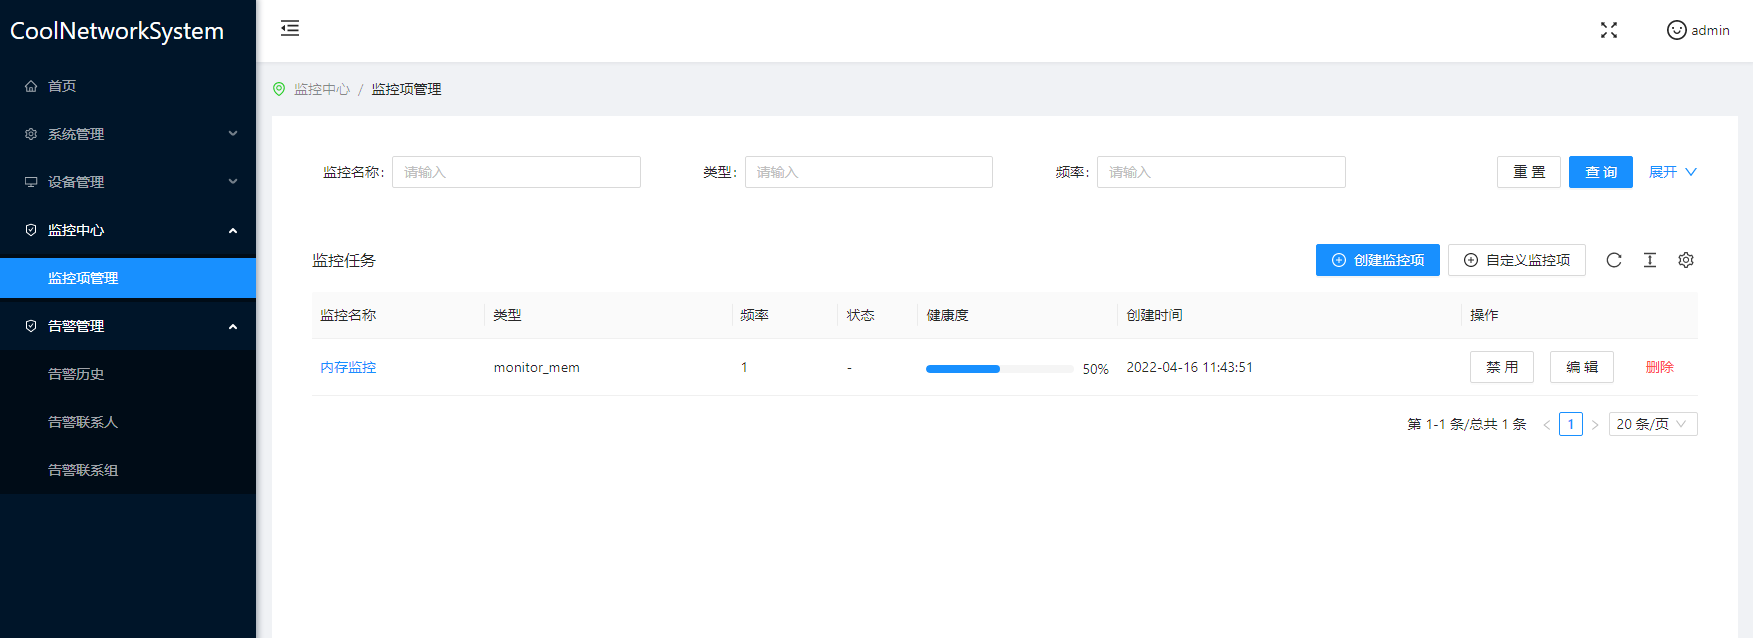 CoolNetworkSystem
admin
首页
系统管理
设备管理
监控中心
监控项管理
告警管理
告警历史
告警联系人
告警联系组
监控中心 / 监控项管理
监控名称: 请输入 类型: 请输入 频率: 请输入 重 置 查 询 展开
监控任务 创建监控项 自定义监控项
监控名称 类型 频率 状态 健康度 创建时间 操作
内存监控 monitor_mem 1 - 50% 2022-04-16 11:43:51 禁 用 编 辑 删除
第 1-1 条/总共 1 条 < 1 > 20 条/页